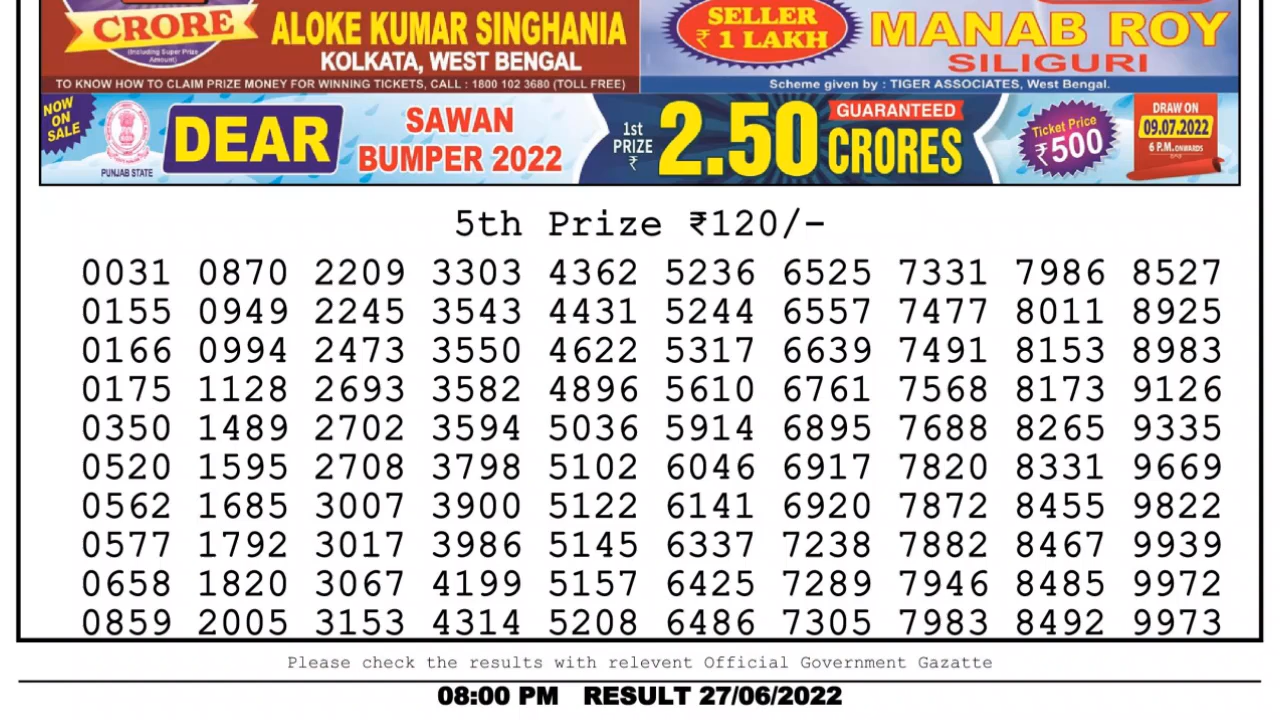 CRORE
(Including Super Prize
Amount)
ALOKE KUMAR SINGHANIA
KOLKATA, WEST BENGAL
TO KNOW HOW TO CLAIM PRIZE MONEY FOR WINNING TICKETS, CALL : 1800 102 3680 (TOLL FREE)
SELLER
₹ 1 LAKH
MANAB ROY
SILIGURI
Scheme given by : TIGER ASSOCIATES, West Bengal.
NOW
ON
SALE
PUNJAB STATE
DEAR
SAWAN
BUMPER 2022
1st
PRIZE
₹
2.50
GUARANTEED
CRORES
Ticket Price
₹500
DRAW ON
09.07.2022
6 P.M. ONWARDS
5th Prize ₹120/-
0031 0870 2209 3303 4362 5236 6525 7331 7986 8527
0155 0949 2245 3543 4431 5244 6557 7477 8011 8925
0166 0994 2473 3550 4622 5317 6639 7491 8153 8983
0175 1128 2693 3582 4896 5610 6761 7568 8173 9126
0350 1489 2702 3594 5036 5914 6895 7688 8265 9335
0520 1595 2708 3798 5102 6046 6917 7820 8331 9669
0562 1685 3007 3900 5122 6141 6920 7872 8455 9822
0577 1792 3017 3986 5145 6337 7238 7882 8467 9939
0658 1820 3067 4199 5157 6425 7289 7946 8485 9972
0859 2005 3153 4314 5208 6486 7305 7983 8492 9973
Please check the results with relevent Official Government Gazatte
08:00 PM RESULT 27/06/2022